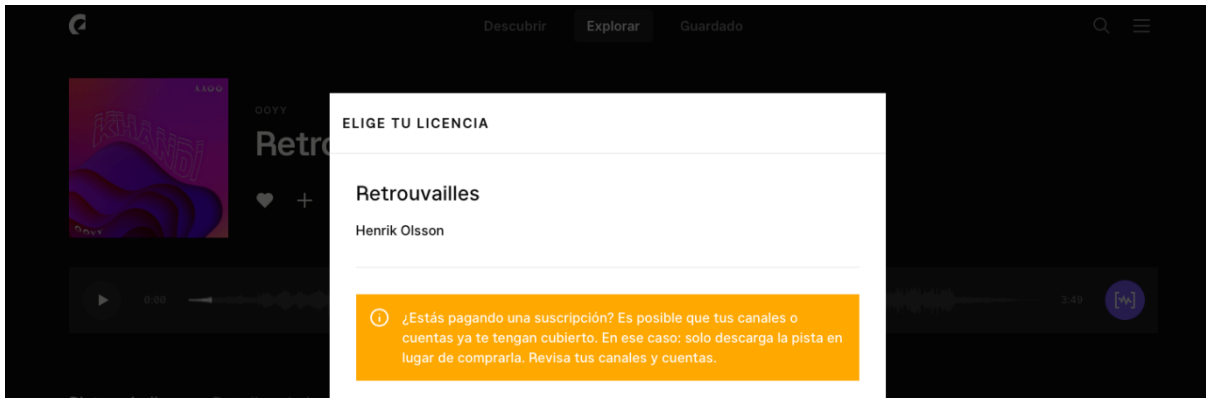 Descubrir Explorar Guardado
KHANDI
OOYY
OOYY
Retro
ELIGE TU LICENCIA
Retrouvailles
Henrik Olsson
0:00
3:49
¿Estás pagando una suscripción? Es posible que tus canales o
cuentas ya te tengan cubierto. En ese caso: solo descarga la pista en
lugar de comprarla. Revisa tus canales y cuentas.